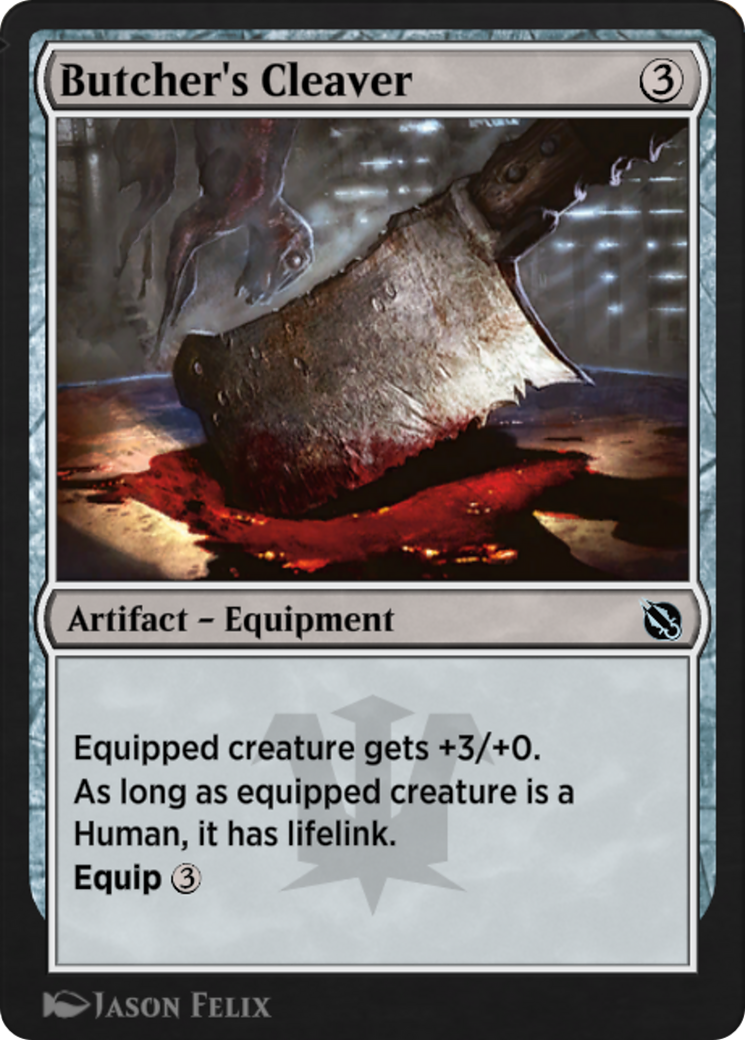 Butcher's Cleaver 3
Artifact – Equipment
Equipped creature gets +3/+0.
As long as equipped creature is a
Human, it has lifelink.
Equip 3
Jason Felix